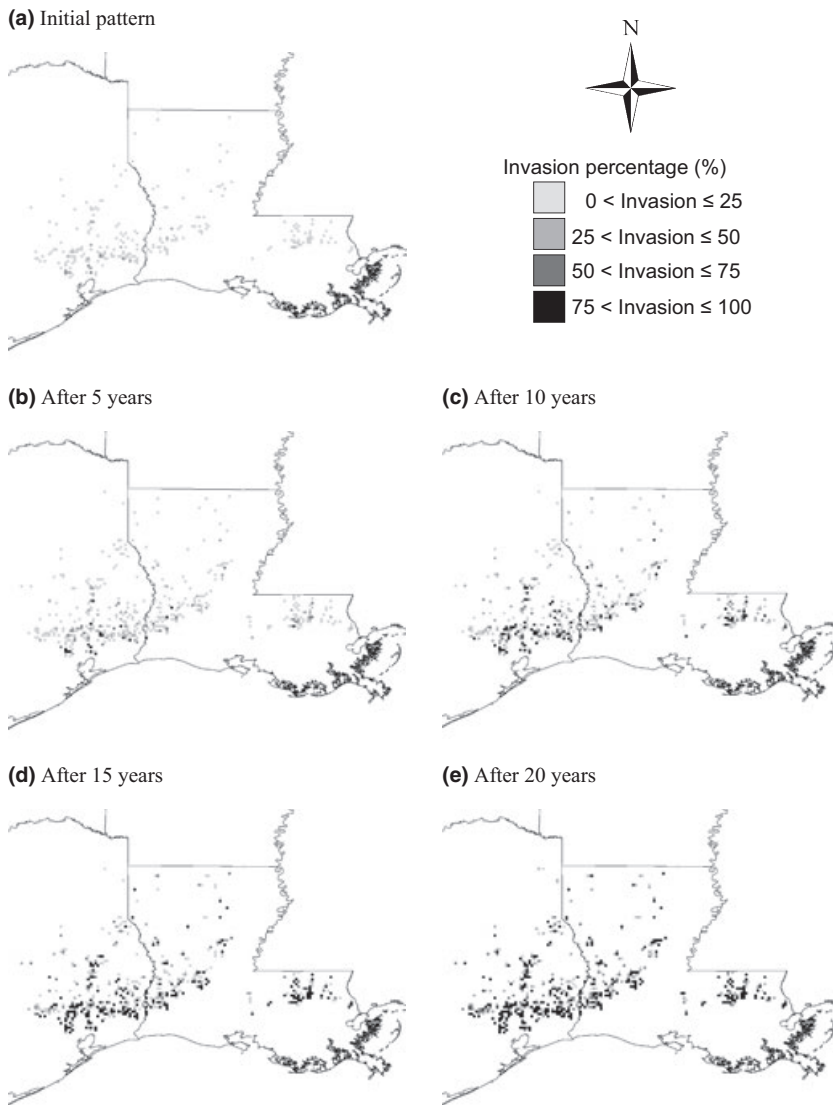 (a) Initial pattern
N
Invasion percentage (%)
0 < Invasion ≤ 25
25 < Invasion ≤ 50
50 < Invasion ≤ 75
75 < Invasion ≤ 100
(b) After 5 years
(c) After 10 years
(d) After 15 years
(e) After 20 years